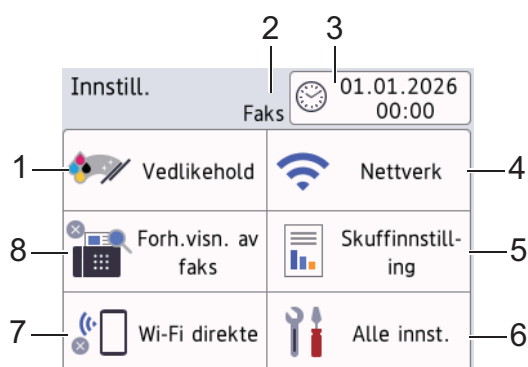 2 3
Innstill.
Faks
01.01.2026
00:00
1 Vedlikehold
Nettverk 4
8 Forh.visn. av
faks
Skuffinnstill-
ing 5
7 Wi-Fi direkte
Alle innst. 6